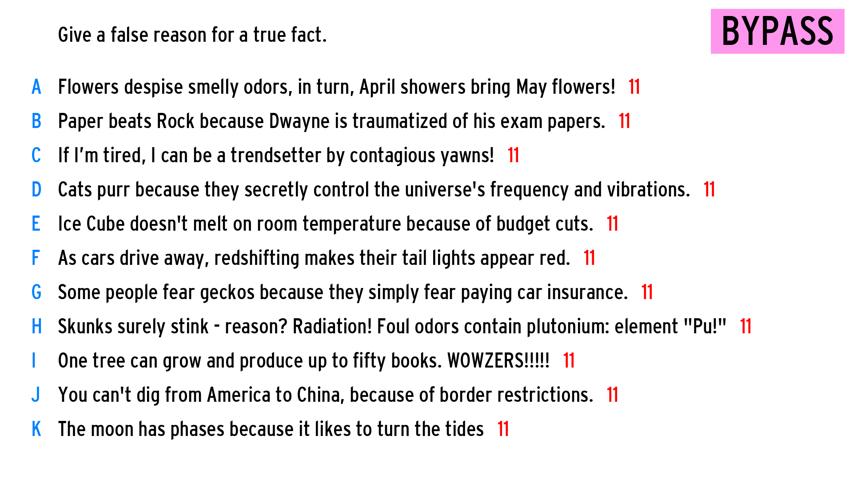 Give a false reason for a true fact.
BYPASS
A Flowers despise smelly odors, in turn, April showers bring May flowers! 11
B Paper beats Rock because Dwayne is traumatized of his exam papers. 11
C If I'm tired, I can be a trendsetter by contagious yawns! 11
D Cats purr because they secretly control the universe's frequency and vibrations. 11
E Ice Cube doesn't melt on room temperature because of budget cuts. 11
F As cars drive away, redshifting makes their tail lights appear red. 11
G Some people fear geckos because they simply fear paying car insurance. 11
H Skunks surely stink - reason? Radiation! Foul odors contain plutonium: element "Pu!" 11
I One tree can grow and produce up to fifty books. WOWZERS!!!!! 11
J You can't dig from America to China, because of border restrictions. 11
K The moon has phases because it likes to turn the tides 11